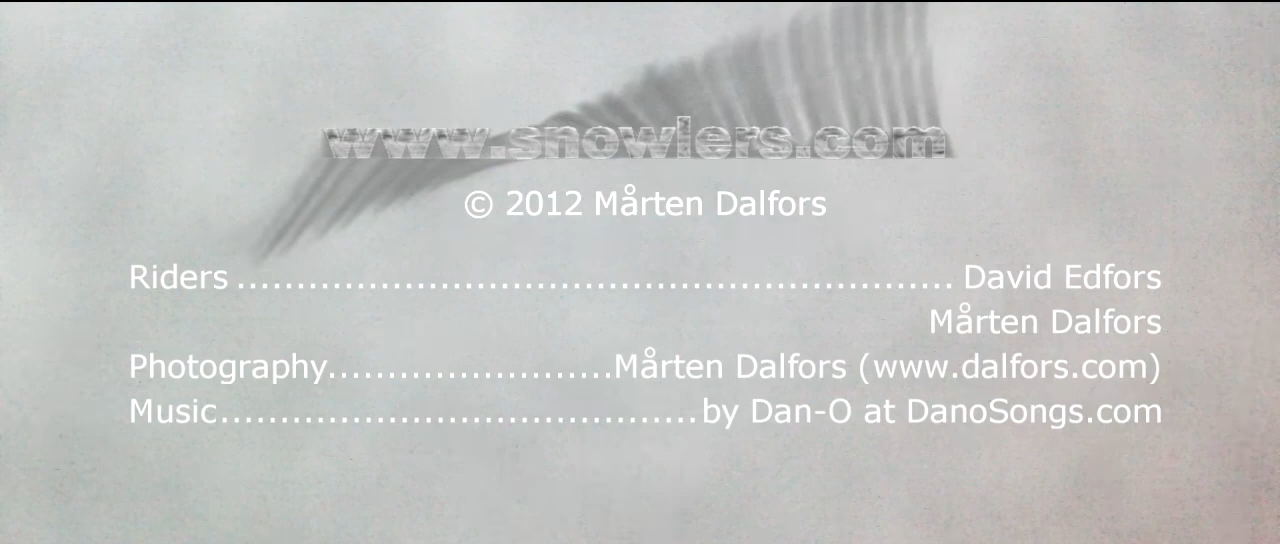 www.snowlers.com
© 2012 Mårten Dalfors
Riders ............................................................ David Edfors
Mårten Dalfors
Photography........................Mårten Dalfors (www.dalfors.com)
Music........................................by Dan-O at DanoSongs.com